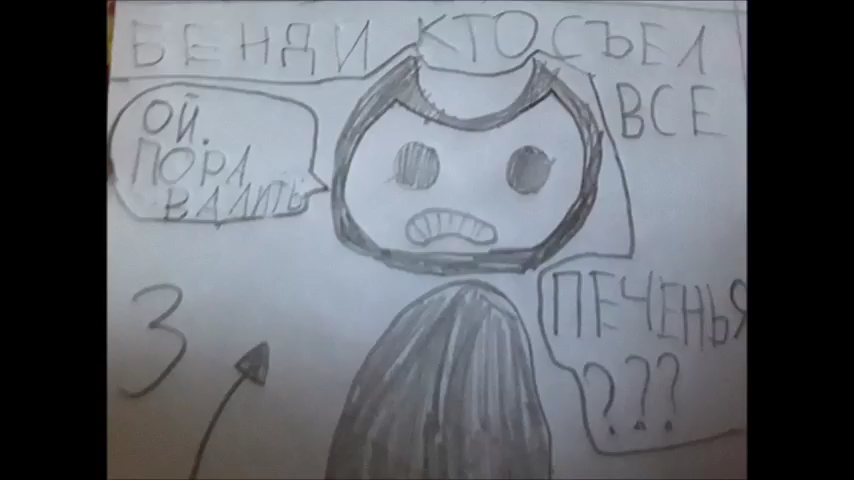 БЕНДИ КТО СЪЕЛ
ВСЕ
ПЕЧЕНЬЯ
???
ОЙ.
ПОРА
ВАЛИТЬ
3